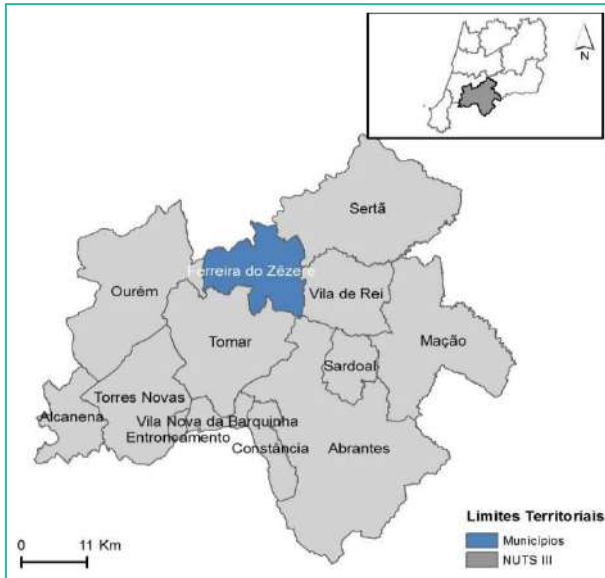 N
Sertã
Ferreira do Zêzere
Ourém
Vila de Rei
Tomar
Mação
Sardoal
Torres Novas
Alcanena
Vila Nova da Barquinha
Entroncamento
Constância
Abrantes
Limites Territoriais
0 11 Km
Municípios
NUTS III